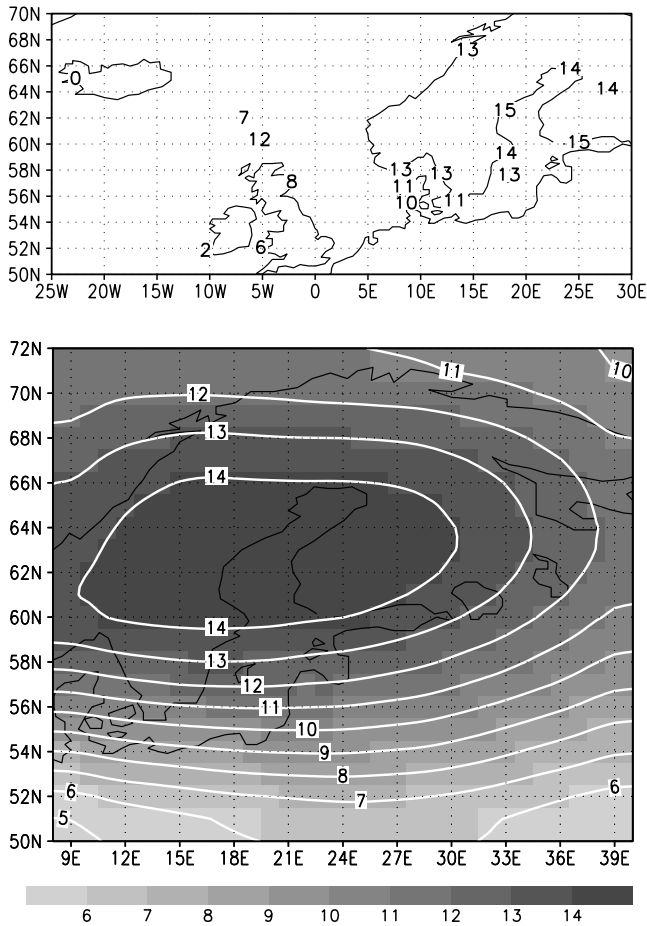 70N
13
68N
66N
-0
14
64N
14
62N
7
15
60N
12
15
14
58N
13
13
13
8
11
56N
10
11
54N
52N
2
6
50N
25W 20W 15W 10W 5W 0 5E 10E 15E 20E 25E 30E
72N
11
10
70N
12
68N
13
66N
14
64N
62N
60N
14
58N
13
12
56N
11
10
54N
9
8
52N
6
7
6
5
50N
9E 12E 15E 18E 21E 24E 27E 30E 33E 36E 39E
6 7 8 9 10 11 12 13 14